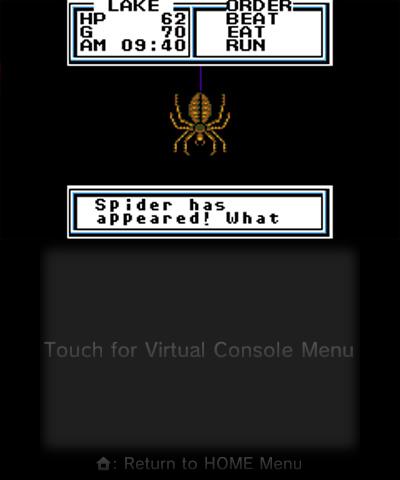 LAKE
HP 62
G 70
AM 09:40
ORDER
BEAT
EAT
RUN
Spider has
appeared! What
Touch for Virtual Console Menu
: Return to HOME Menu